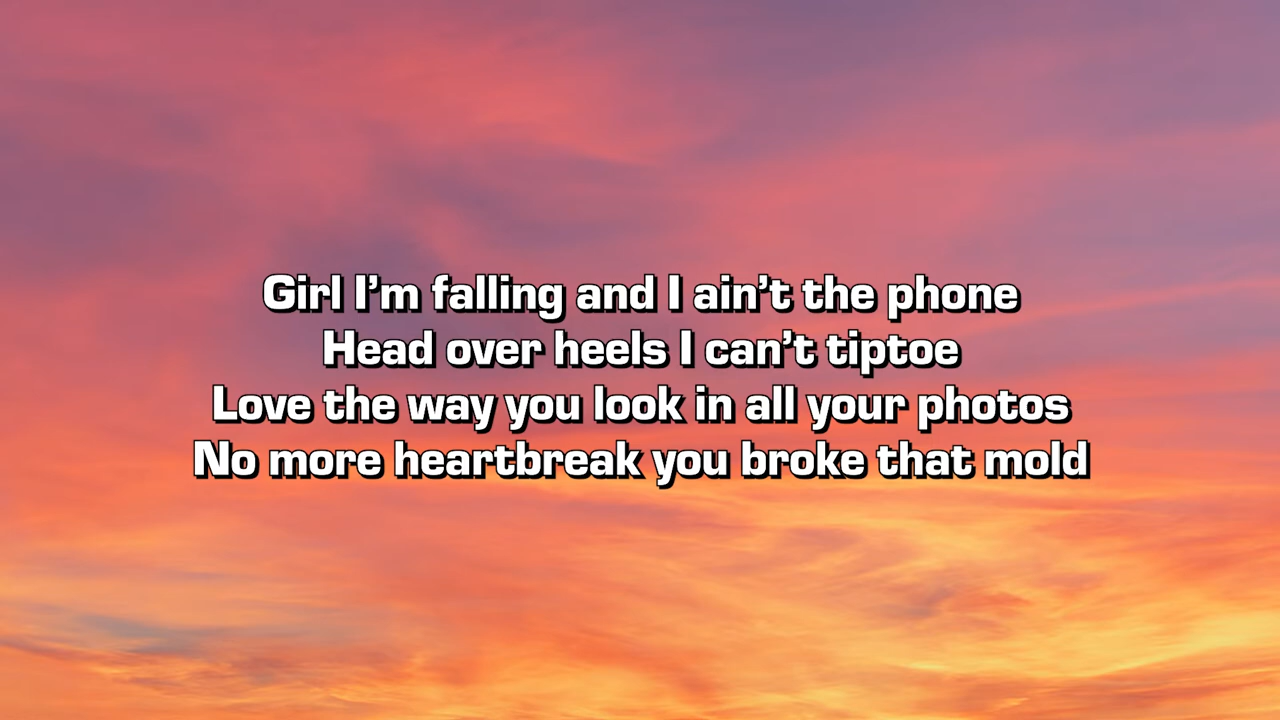 Girl I’m falling and I ain’t the phone
Head over heels I can’t tiptoe
Love the way you look in all your photos
No more heartbreak you broke that mold